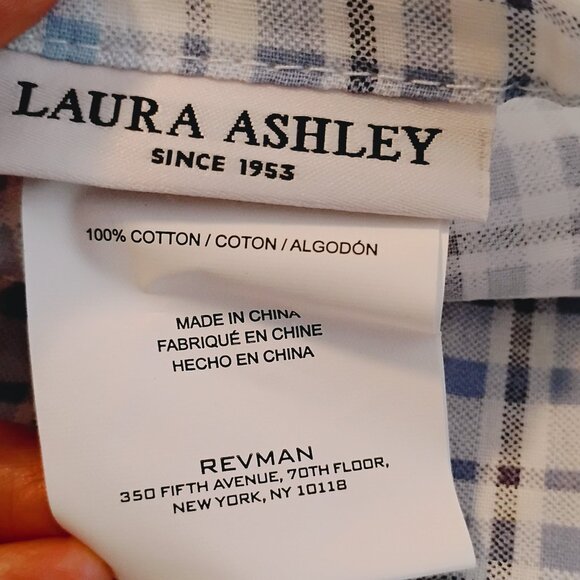 LAURA ASHLEY
SINCE 1953
100% COTTON / COTON / ALGODÓN
MADE IN CHINA
FABRIQUÉ EN CHINE
HECHO EN CHINA
REVMAN
350 FIFTH AVENUE, 70TH FLOOR,
NEW YORK, NY 10118